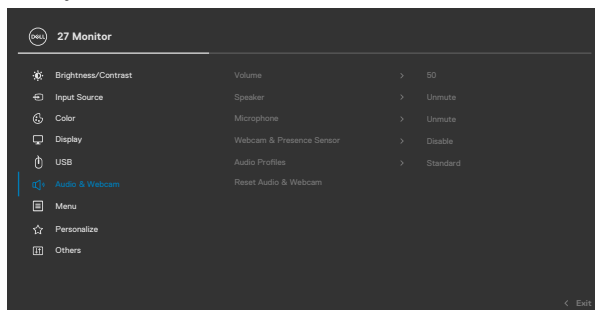 DELL 27 Monitor
Brightness/Contrast Volume > 50
Input Source Speaker > Unmute
Color Microphone > Unmute
Display Webcam & Presence Sensor > Disable
USB Audio Profiles > Standard
Audio & Webcam Reset Audio & Webcam
Menu
Personalize
Others
< Exit